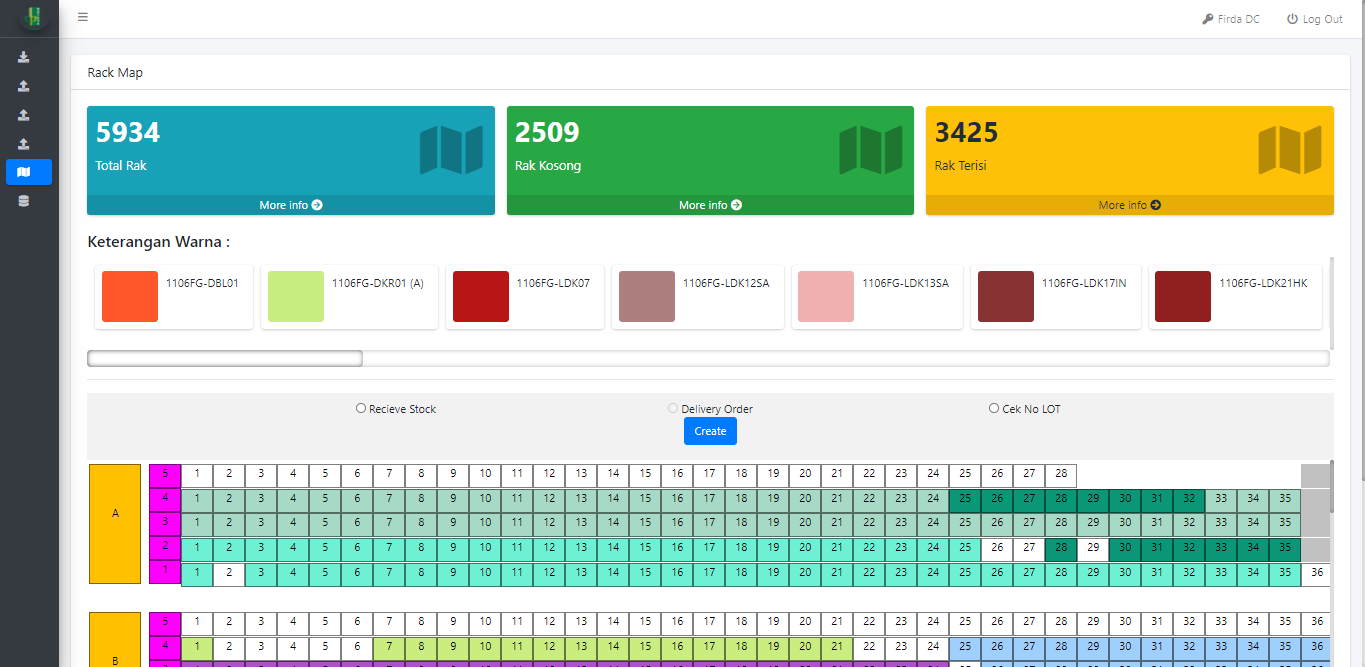 Firda DC Log Out
Rack Map
5934 2509 3425
Total Rak Rak Kosong Rak Terisi
More info More info More info
Keterangan Warna :
1106FG-DBL01 1106FG-DKR01 (A) 1106FG-LDK07 1106FG-LDK12SA 1106FG-LDK13SA 1106FG-LDK17IN 1106FG-LDK21HK
Recieve Stock Delivery Order Cek No LOT
Create
5 1 2 3 4 5 6 7 8 9 10 11 12 13 14 15 16 17 18 19 20 21 22 23 24 25 26 27 28
4 1 2 3 4 5 6 7 8 9 10 11 12 13 14 15 16 17 18 19 20 21 22 23 24 25 26 27 28 29 30 31 32 33 34 35
A 3 1 2 3 4 5 6 7 8 9 10 11 12 13 14 15 16 17 18 19 20 21 22 23 24 25 26 27 28 29 30 31 32 33 34 35
2 1 2 3 4 5 6 7 8 9 10 11 12 13 14 15 16 17 18 19 20 21 22 23 24 25 26 27 28 29 30 31 32 33 34 35
1 1 2 3 4 5 6 7 8 9 10 11 12 13 14 15 16 17 18 19 20 21 22 23 24 25 26 27 28 29 30 31 32 33 34 35 36
5 1 2 3 4 5 6 7 8 9 10 11 12 13 14 15 16 17 18 19 20 21 22 23 24 25 26 27 28 29 30 31 32 33 34 35 36
4 1 2 3 4 5 6 7 8 9 10 11 12 13 14 15 16 17 18 19 20 21 22 23 24 25 26 27 28 29 30 31 32 33 34 35 36
B